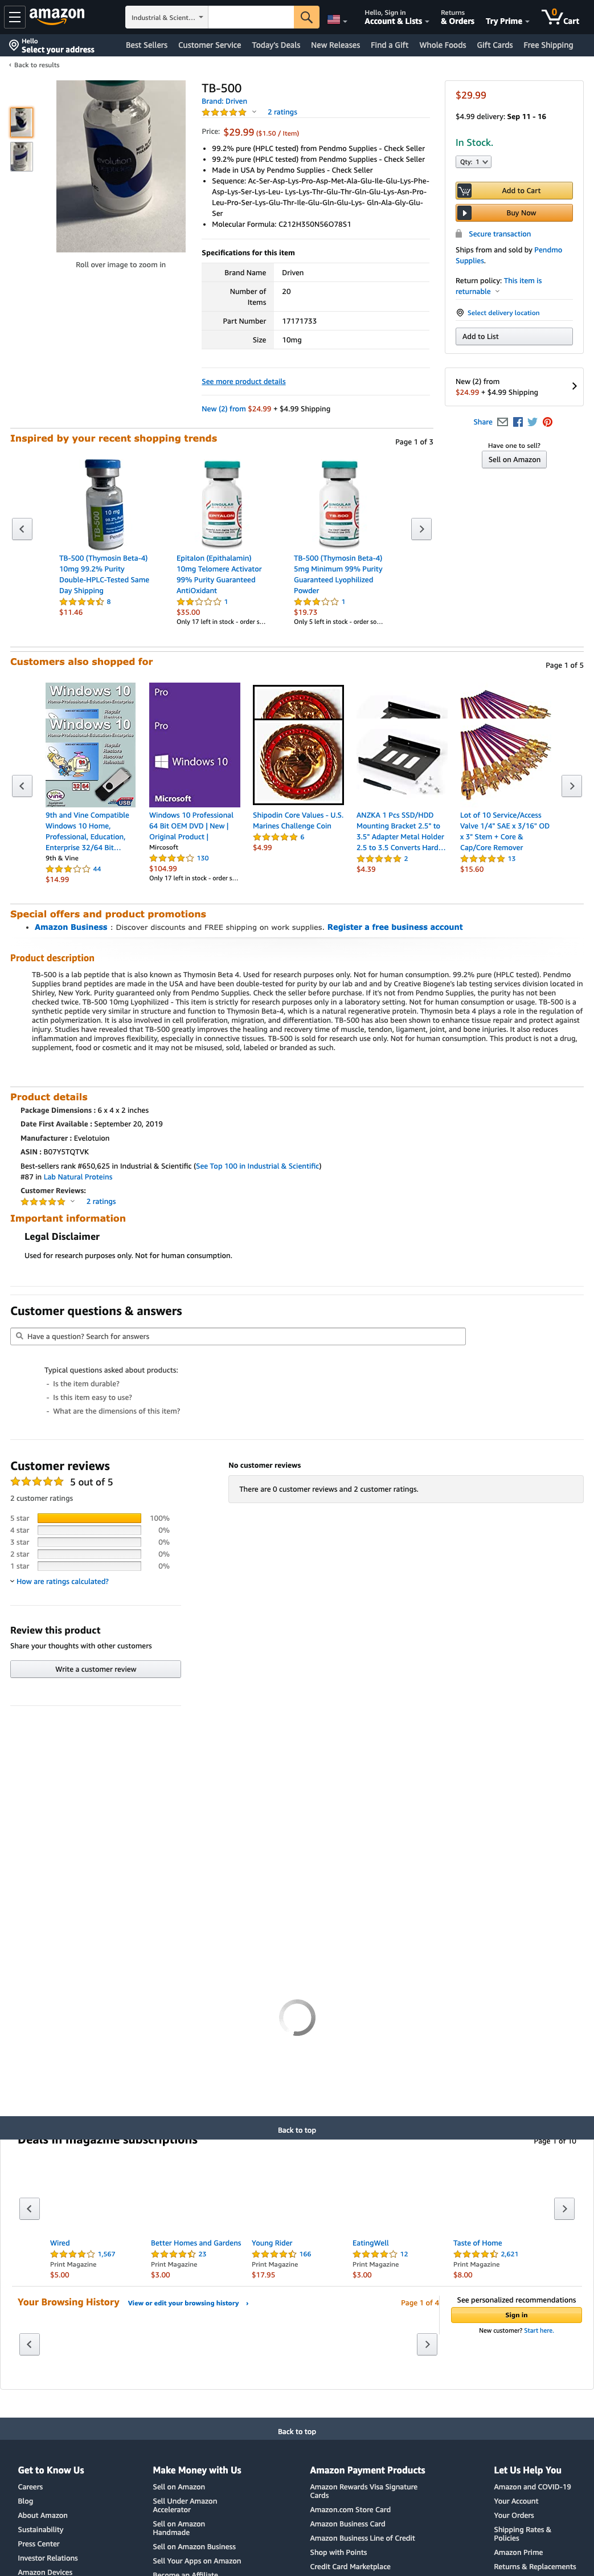 amazon
Industrial & Scient...
Hello, Sign in
Account & Lists
Returns
& Orders
Try Prime
0
Cart
Hello
Select your address
Best Sellers
Customer Service
Today's Deals
New Releases
Find a Gift
Whole Foods
Gift Cards
Free Shipping
‹ Back to results
Roll over image to zoom in
TB-500
Brand: Driven
2 ratings
Price: $29.99 ($1.50 / Item)
• 99.2% pure (HPLC tested) from Pendmo Supplies - Check Seller
• 99.2% pure (HPLC tested) from Pendmo Supplies - Check Seller
• Made in USA by Pendmo Supplies - Check Seller
• Sequence: Ac-Ser-Asp-Lys-Pro-Asp-Met-Ala-Glu-Ile-Glu-Lys-Phe-
Asp-Lys-Ser-Lys-Leu- Lys-Lys-Thr-Glu-Thr-Gln-Glu-Lys-Asn-Pro-
Leu-Pro-Ser-Lys-Glu-Thr-Ile-Glu-Gln-Glu-Lys- Gln-Ala-Gly-Glu-
Ser
• Molecular Formula: C212H350N56O78S1
Specifications for this item
Brand Name Driven
Number of
Items
20
Part Number 17171733
Size 10mg
See more product details
New (2) from $24.99 + $4.99 Shipping
$29.99
$4.99 delivery: Sep 11 - 16
In Stock.
Qty: 1
Add to Cart
Buy Now
Secure transaction
Ships from and sold by Pendmo
Supplies.
Return policy: This item is
returnable
Select delivery location
Add to List
New (2) from
$24.99 + $4.99 Shipping
Share
Have one to sell?
Sell on Amazon
Inspired by your recent shopping trends
Page 1 of 3
TB-500 (Thymosin Beta-4)
10mg 99.2% Purity
Double-HPLC-Tested Same
Day Shipping
8
$11.46
Epitalon (Epithalamin)
10mg Telomere Activator
99% Purity Guaranteed
AntiOxidant
1
$35.00
Only 17 left in stock - order s...
TB-500 (Thymosin Beta-4)
5mg Minimum 99% Purity
Guaranteed Lyophilized
Powder
1
$19.73
Only 5 left in stock - order so...
Customers also shopped for
Page 1 of 5
9th and Vine Compatible
Windows 10 Home,
Professional, Education,
Enterprise 32/64 Bit...
9th & Vine
44
$14.99
Windows 10 Professional
64 Bit OEM DVD | New |
Original Product |
Mircosoft
130
$104.99
Only 17 left in stock - order s...
Shipodin Core Values - U.S.
Marines Challenge Coin
6
$4.99
ANZKA 1 Pcs SSD/HDD
Mounting Bracket 2.5" to
3.5" Adapter Metal Holder
2.5 to 3.5 Converts Hard...
2
$4.39
Lot of 10 Service/Access
Valve 1/4" SAE x 3/16" OD
x 3" Stem + Core &
Cap/Core Remover
13
$15.60
Special offers and product promotions
• Amazon Business : Discover discounts and FREE shipping on work supplies. Register a free business account
Product description
TB-500 is a lab peptide that is also known as Thymosin Beta 4. Used for research purposes only. Not for human consumption. 99.2% pure (HPLC tested). Pendmo
Supplies brand peptides are made in the USA and have been double-tested for purity by our lab and and by Creative Biogene's lab testing services division located in
Shirley, New York. Purity guaranteed only from Pendmo Supplies. Check the seller before purchase. If it's not from Pendmo Supplies, the purity has not been
checked twice. TB-500 10mg Lyophilized - This item is strictly for research purposes only in a laboratory setting. Not for human consumption or usage. TB-500 is a
synthetic peptide very similar in structure and function to Thymosin Beta-4, which is a natural regenerative protein. Thymosin beta 4 plays a role in the regulation of
actin polymerization. It is also involved in cell proliferation, migration, and differentiation. TB-500 has also been shown to enhance tissue repair and protect against
injury. Studies have revealed that TB-500 greatly improves the healing and recovery time of muscle, tendon, ligament, joint, and bone injuries. It also reduces
inflammation and improves flexibility, especially in connective tissues. TB-500 is sold for research use only. Not for human consumption. This product is not a drug,
supplement, food or cosmetic and it may not be misused, sold, labeled or branded as such.
Product details
Package Dimensions : 6 x 4 x 2 inches
Date First Available : September 20, 2019
Manufacturer : Evelotuion
ASIN : B07Y5TQTVK
Best-sellers rank #650,625 in Industrial & Scientific (See Top 100 in Industrial & Scientific)
#87 in Lab Natural Proteins
Customer Reviews:
2 ratings
Important information
Legal Disclaimer
Used for research purposes only. Not for human consumption.
Customer questions & answers
Have a question? Search for answers
Typical questions asked about products:
- Is the item durable?
- Is this item easy to use?
- What are the dimensions of this item?
Customer reviews
5 out of 5
2 customer ratings
5 star 100%
4 star 0%
3 star 0%
2 star 0%
1 star 0%
How are ratings calculated?
No customer reviews
There are 0 customer reviews and 2 customer ratings.
Review this product
Share your thoughts with other customers
Write a customer review
Back to top
Deals in magazine subscriptions
Page 1 of 10
Wired
1,567
Print Magazine
$5.00
Better Homes and Gardens
23
Print Magazine
$3.00
Young Rider
166
Print Magazine
$17.95
EatingWell
12
Print Magazine
$3.00
Taste of Home
2,621
Print Magazine
$8.00
Your Browsing History
View or edit your browsing history ›
Page 1 of 4
See personalized recommendations
Sign in
New customer? Start here.
Back to top
Get to Know Us
Careers
Blog
About Amazon
Sustainability
Press Center
Investor Relations
Amazon Devices
Make Money with Us
Sell on Amazon
Sell Under Amazon
Accelerator
Sell on Amazon
Handmade
Sell on Amazon Business
Sell Your Apps on Amazon
Become an Affiliate
Amazon Payment Products
Amazon Rewards Visa Signature
Cards
Amazon.com Store Card
Amazon Business Card
Amazon Business Line of Credit
Shop with Points
Credit Card Marketplace
Let Us Help You
Amazon and COVID-19
Your Account
Your Orders
Shipping Rates &
Policies
Amazon Prime
Returns & Replacements